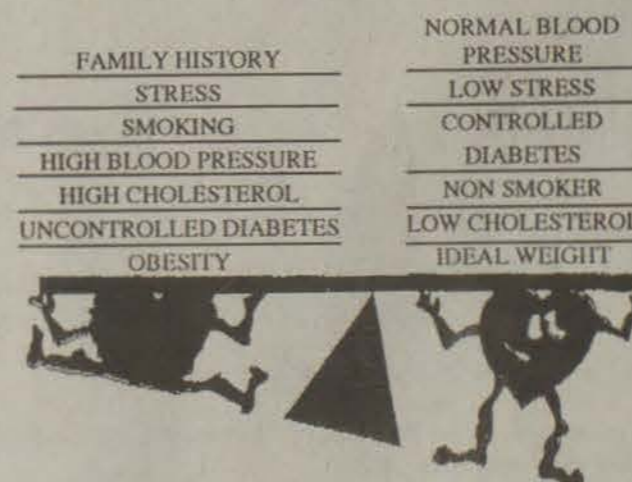 FAMILY HISTORY
STRESS
SMOKING
HIGH BLOOD PRESSURE
HIGH CHOLESTEROL
UNCONTROLLED DIABETES
OBESITY
NORMAL BLOOD
PRESSURE
LOW STRESS
CONTROLLED
DIABETES
NON SMOKER
LOW CHOLESTEROL
IDEAL WEIGHT